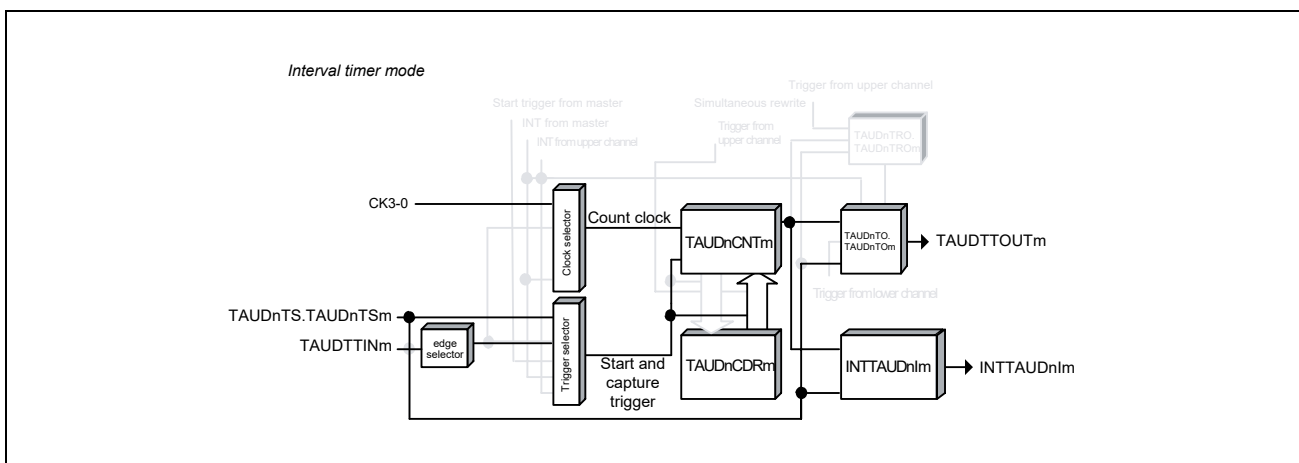 Interval timer mode
Trigger from upper channel
Start trigger from master
Simultaneous rewrite
INT from master
Trigger from
upper channel
INT from upper channel
TAUDnTRO.
TAUDnTROm
CK3-0
Clock selector
Count clock
TAUDnCNTm
TAUDnTO.
TAUDnTOm
TAUDTTOUTm
Trigger from lower channel
TAUDnTS.TAUDnTSm
TAUDTTINm
edge
selector
Trigger selector
Start and
capture
trigger
TAUDnCDRm
INTTAUDnIm
INTTAUDnIm